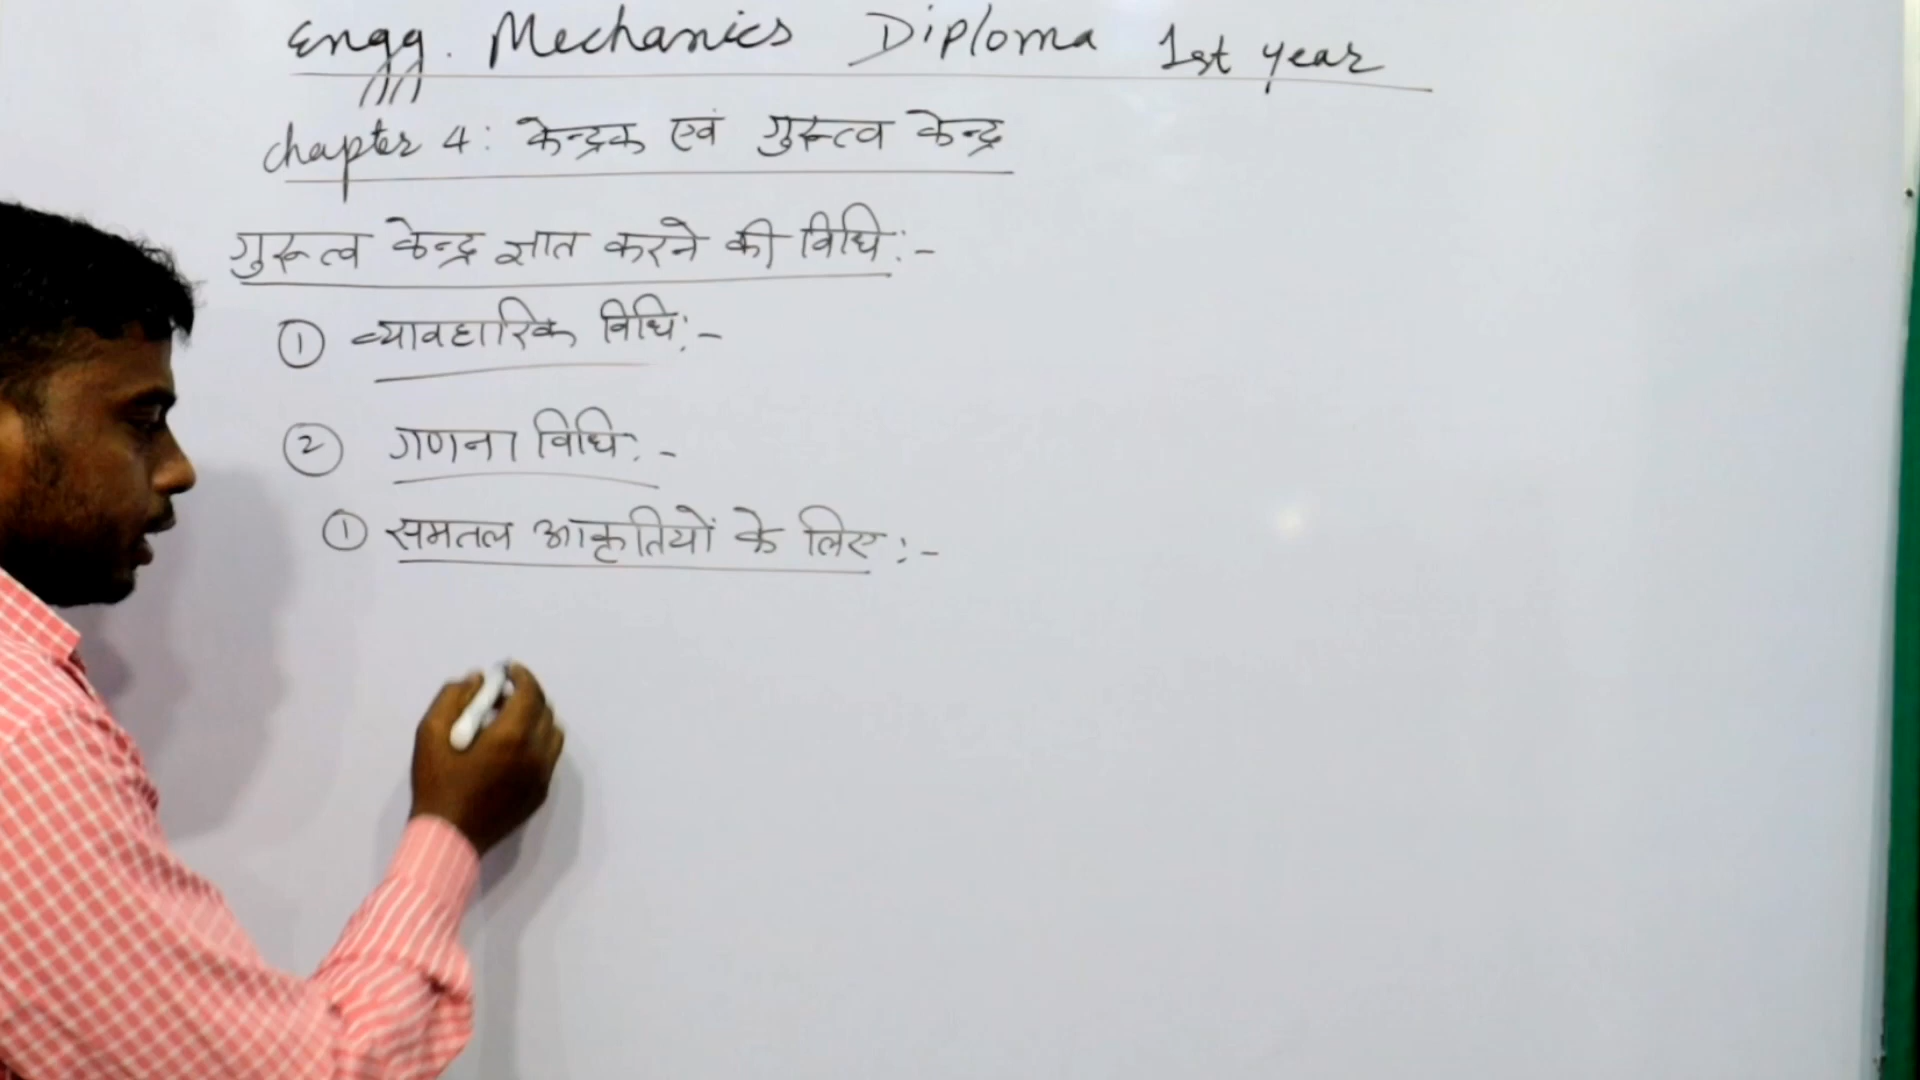 Engg. Mechanics Diploma 1st year
Chapter 4: केन्द्रक एवं गुरुत्व केन्द्र
गुरुत्व केन्द्र ज्ञात करने की विधि:-
① व्यावहारिक विधि:-
② गणना विधि:-
① समतल आकृतियों के लिए:-